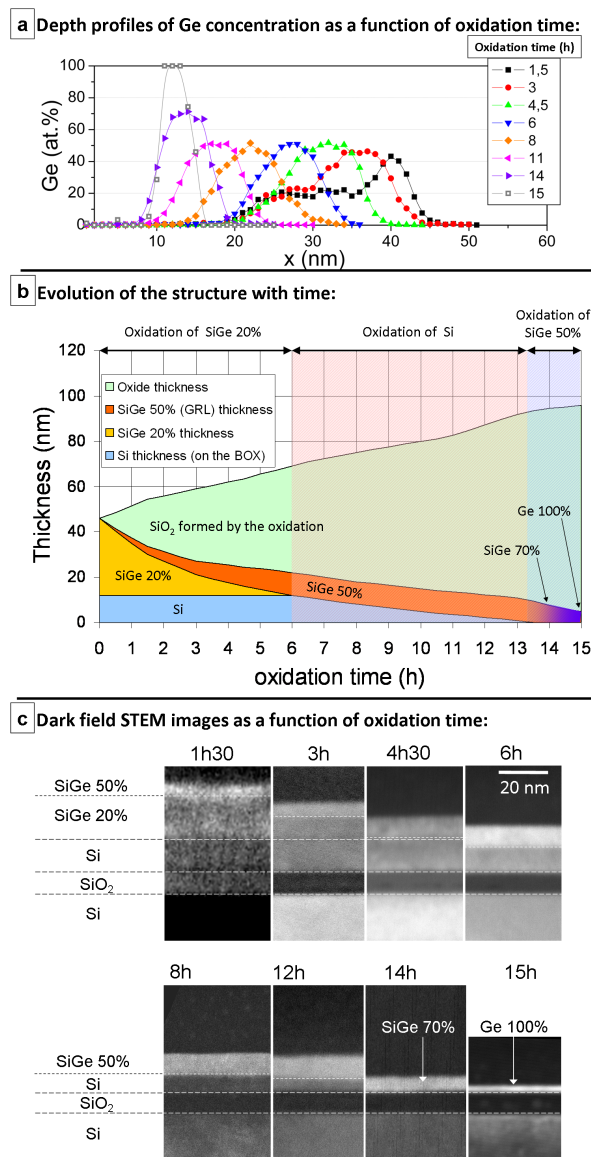 a Depth profiles of Ge concentration as a function of oxidation time:
Oxidation time (h)
1,5
3
4,5
6
8
11
14
15
Ge (at.%)
100
80
60
40
20
0
10 20 30 40 50 60
x (nm)
b Evolution of the structure with time:
Oxidation of SiGe 20%
Oxidation of Si
Oxidation of
SiGe 50%
Thickness (nm)
120
100
80
60
40
20
0
Oxide thickness
SiGe 50% (GRL) thickness
SiGe 20% thickness
Si thickness (on the BOX)
Ge 100%
SiO2 formed by the oxidation
SiGe 70%
SiGe 20%
SiGe 50%
Si
0 1 2 3 4 5 6 7 8 9 10 11 12 13 14 15
oxidation time (h)
c Dark field STEM images as a function of oxidation time:
1h30 3h 4h30 6h
20 nm
SiGe 50%
SiGe 20%
Si
SiO2
Si
8h 12h 14h 15h
SiGe 70% Ge 100%
SiGe 50%
Si
SiO2
Si